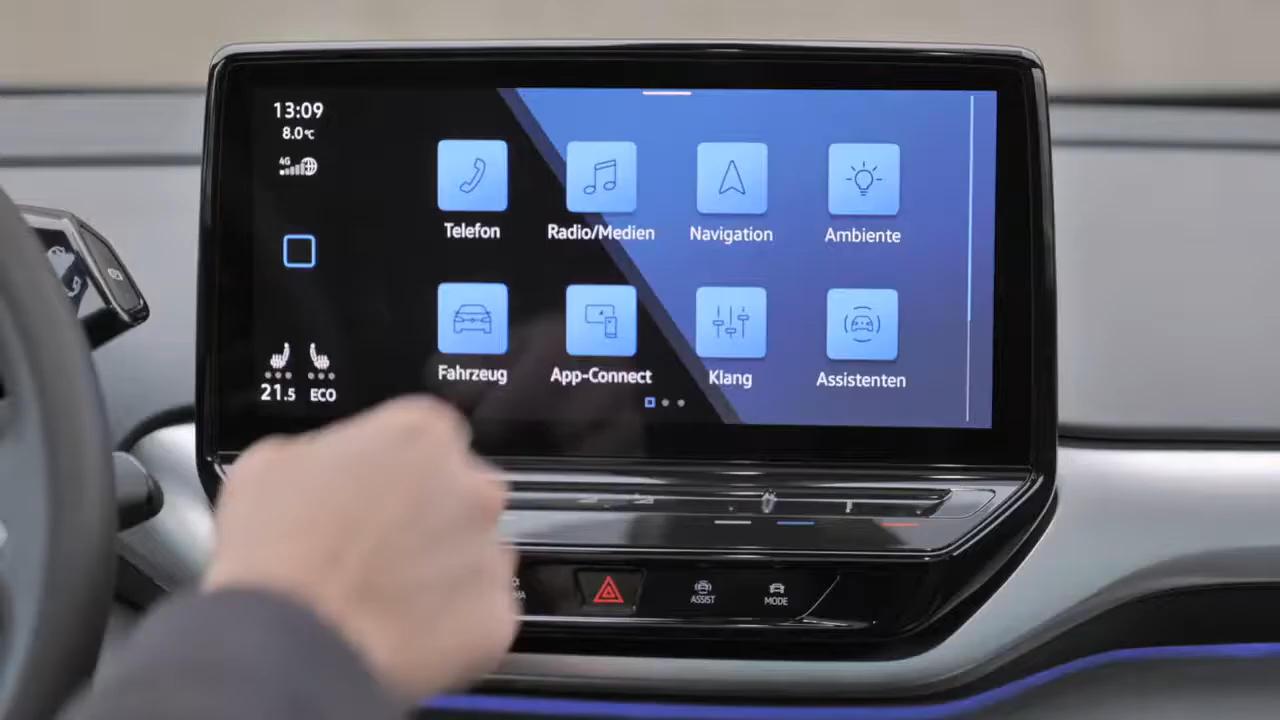 13:09
8.0°C
4G
Telefon
Radio/Medien
Navigation
Ambiente
Fahrzeug
App-Connect
Klang
Assistenten
21.5
ECO
ASSIST
MODE